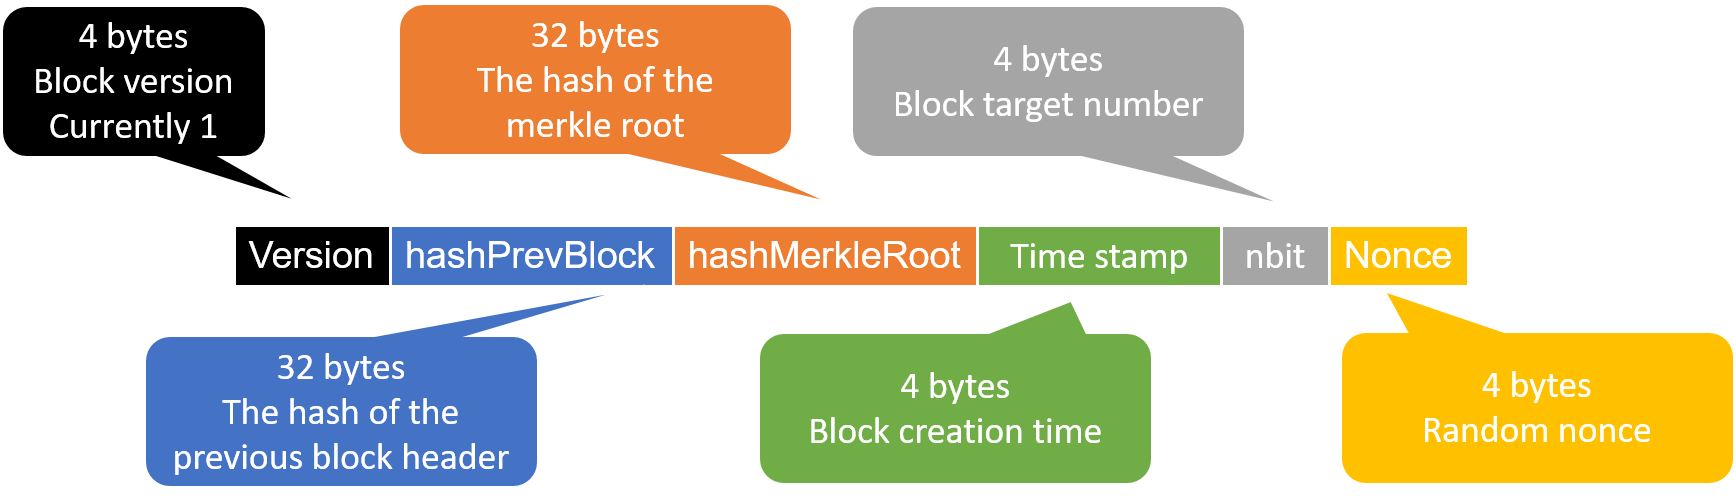 4 bytes
Block version
Currently 1
32 bytes
The hash of the
merkle root
4 bytes
Block target number
Version
hashPrevBlock
hashMerkleRoot
Time stamp
nbit
Nonce
32 bytes
The hash of the
previous block header
4 bytes
Block creation time
4 bytes
Random nonce